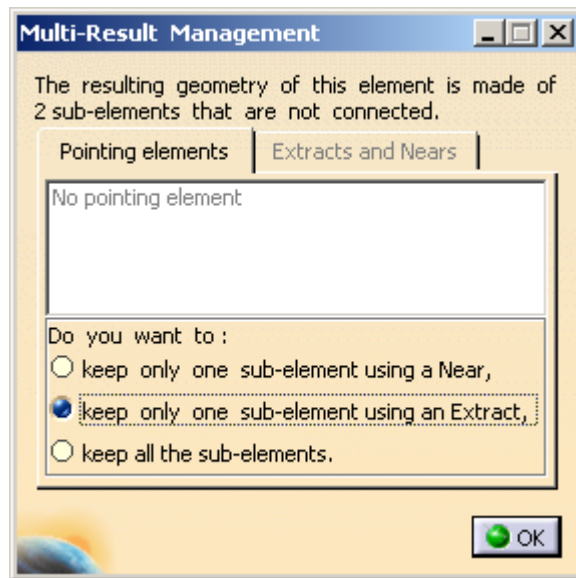 Multi-Result Management
The resulting geometry of this element is made of
2 sub-elements that are not connected.
Pointing elements
Extracts and Nears
No pointing element
Do you want to :
keep only one sub-element using a Near,
keep only one sub-element using an Extract,
keep all the sub-elements.
OK